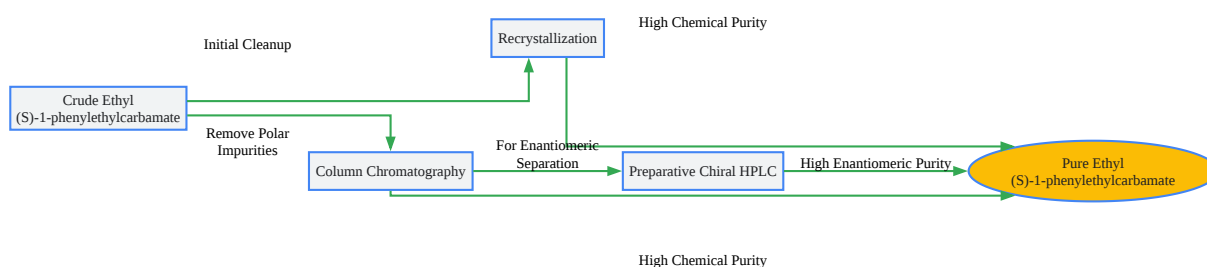 High Chemical Purity
Recrystallization
Initial Cleanup
Crude Ethyl
(S)-1-phenylethylcarbamate
Remove Polar
Impurities
Column Chromatography
For Enantiomeric
Separation
Preparative Chiral HPLC
High Enantiomeric Purity
Pure Ethyl
(S)-1-phenylethylcarbamate
High Chemical Purity